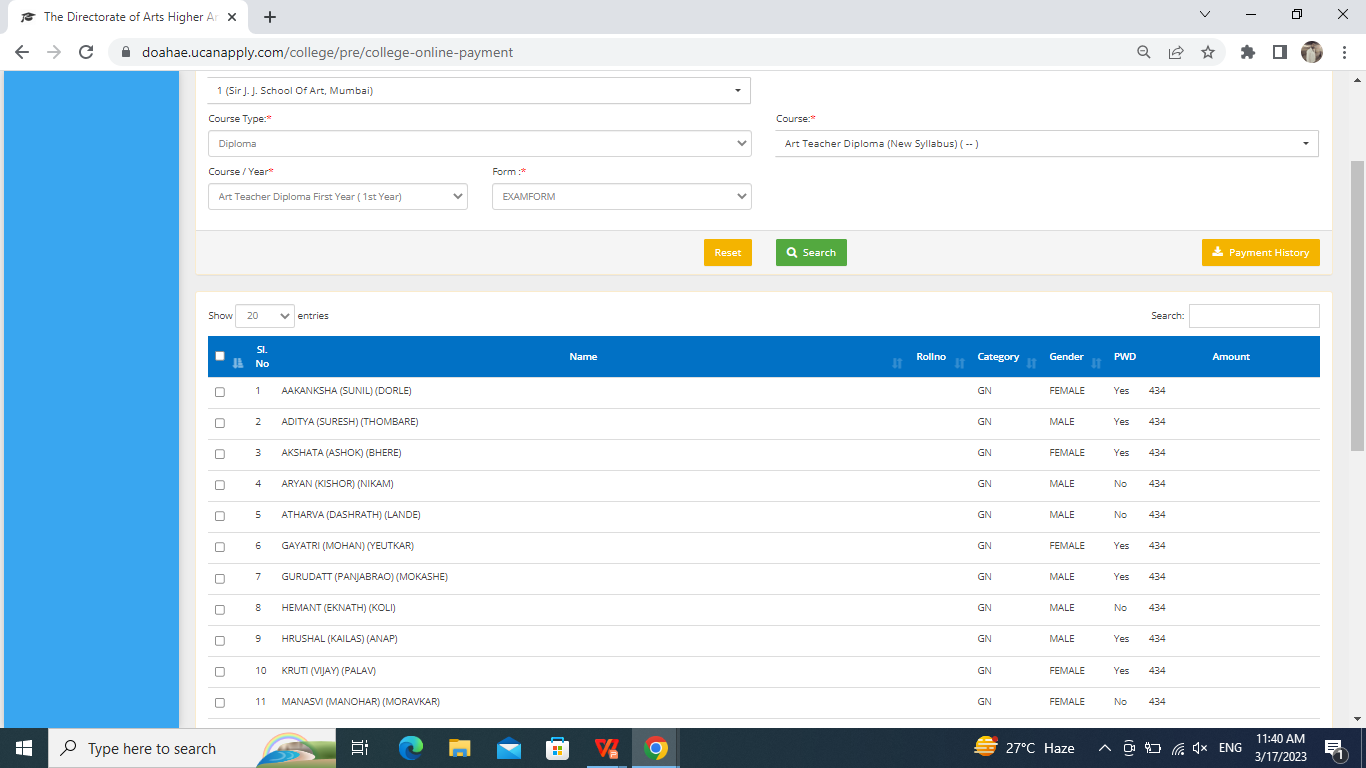 The Directorate of Arts Higher Ar
doahae.ucanapply.com/college/pre/college-online-payment
1 (Sir J. J. School Of Art, Mumbai)
Course Type:* Course:*
Diploma Art Teacher Diploma (New Syllabus) ( -- )
Course / Year* Form :*
Art Teacher Diploma First Year ( 1st Year) EXAMFORM
Reset Search Payment History
Show 20 entries Search:
Sl. No Name Rollno Category Gender PWD Amount
1 AAKANKSHA (SUNIL) (DORLE) GN FEMALE Yes 434
2 ADITYA (SURESH) (THOMBARE) GN MALE Yes 434
3 AKSHATA (ASHOK) (BHERE) GN FEMALE Yes 434
4 ARYAN (KISHOR) (NIKAM) GN MALE No 434
5 ATHARVA (DASHRATH) (LANDE) GN MALE No 434
6 GAYATRI (MOHAN) (YEUTKAR) GN FEMALE Yes 434
7 GURUDATT (PANJABRAO) (MOKASHE) GN MALE Yes 434
8 HEMANT (EKNATH) (KOLI) GN MALE No 434
9 HRUSHAL (KAILAS) (ANAP) GN MALE Yes 434
10 KRUTI (VIJAY) (PALAV) GN FEMALE Yes 434
11 MANASVI (MANOHAR) (MORAVKAR) GN FEMALE No 434
Type here to search 27°C Haze ENG 11:40 AM
3/17/2023 1